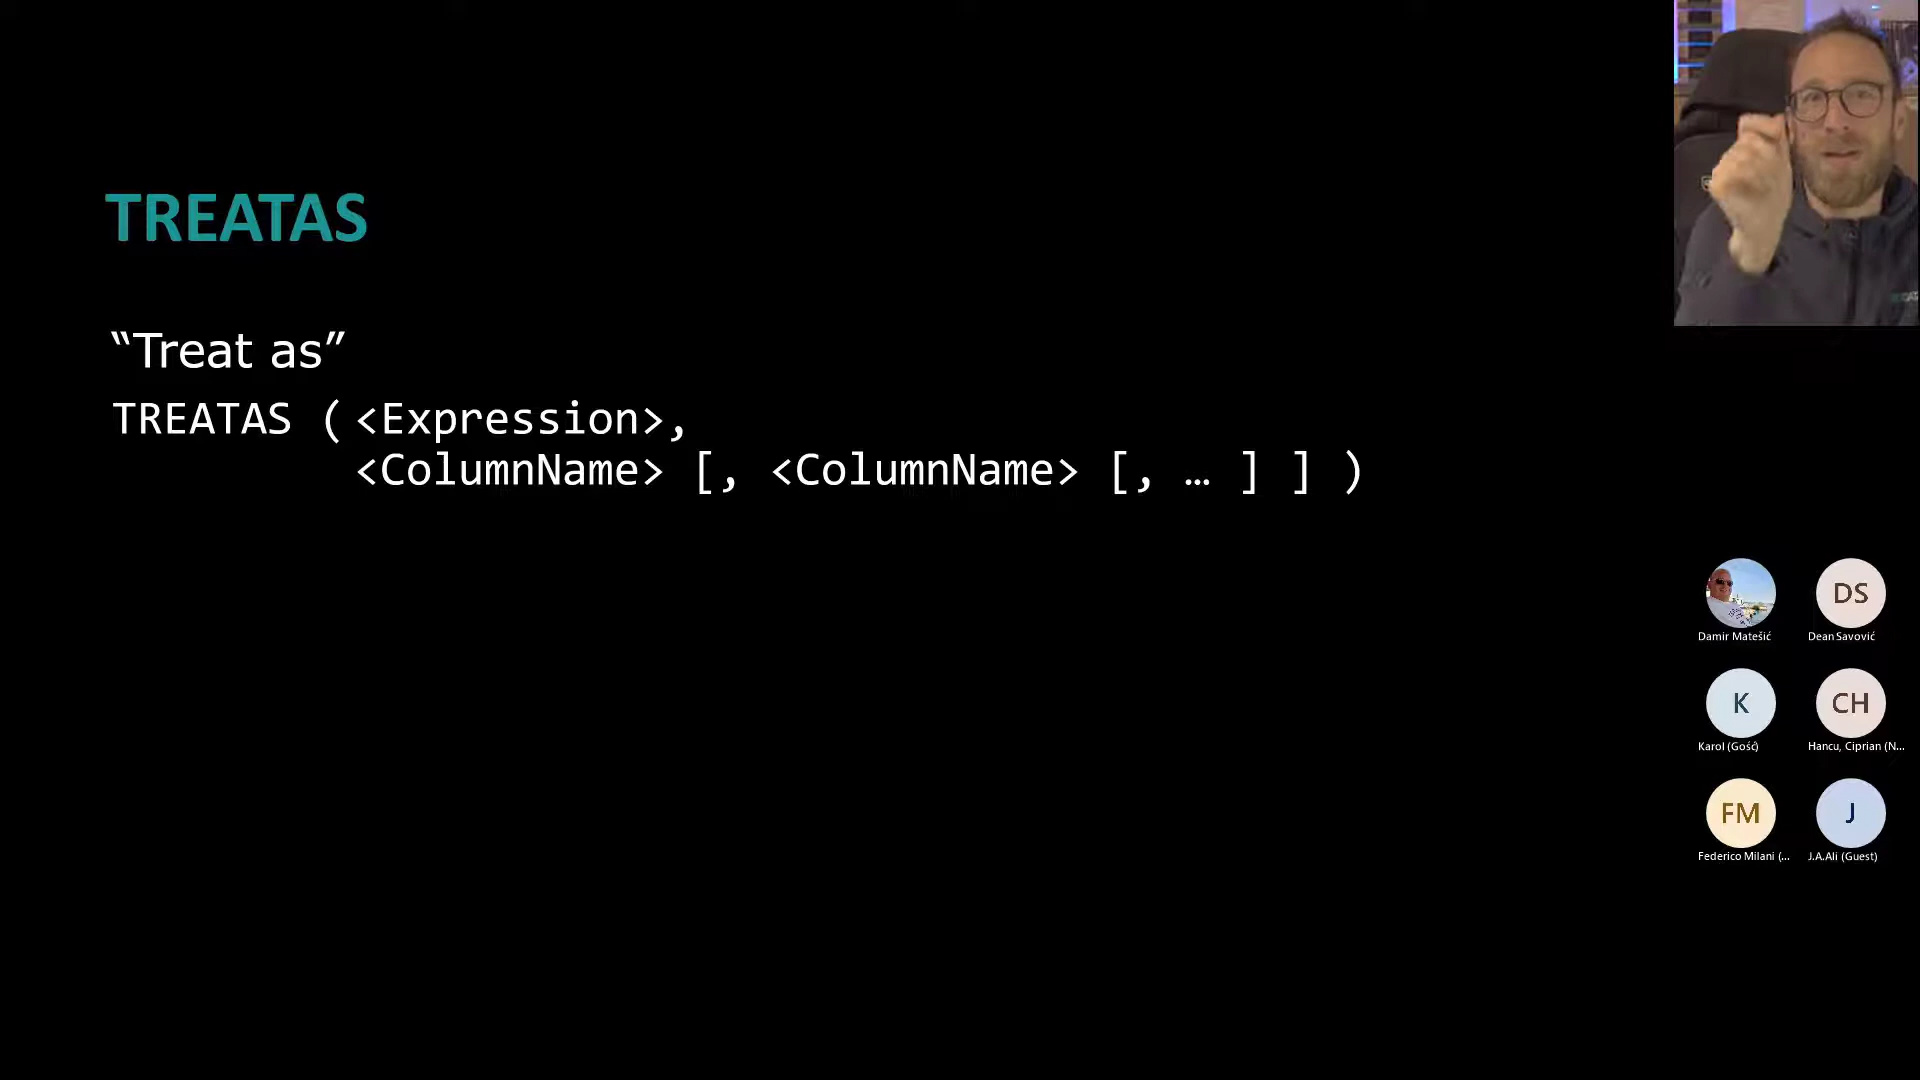 TREATAS
“Treat as”
TREATAS ( <Expression>,
<ColumnName> [, <ColumnName> [, … ] ] )
DS
Damir Matešić
Dean Savović
K
CH
Karol (Gość)
Hancu, Ciprian (N...
FM
J
Federico Milani (...
J.A.Ali (Guest)